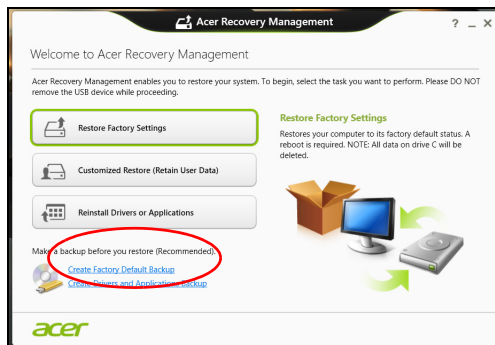 Acer Recovery Management
? _ X
Welcome to Acer Recovery Management
Acer Recovery Management enables you to restore your system. To begin, select the task you want to perform. Please DO NOT
remove the USB device while proceeding.
Restore Factory Settings
Customized Restore (Retain User Data)
Reinstall Drivers or Applications
Restore Factory Settings
Restores your computer to its factory default status. A
reboot is required. NOTE: All data on drive C will be
deleted.
Make a backup before you restore (Recommended).
Create Factory Default Backup
Create Drivers and Applications Backup
acer